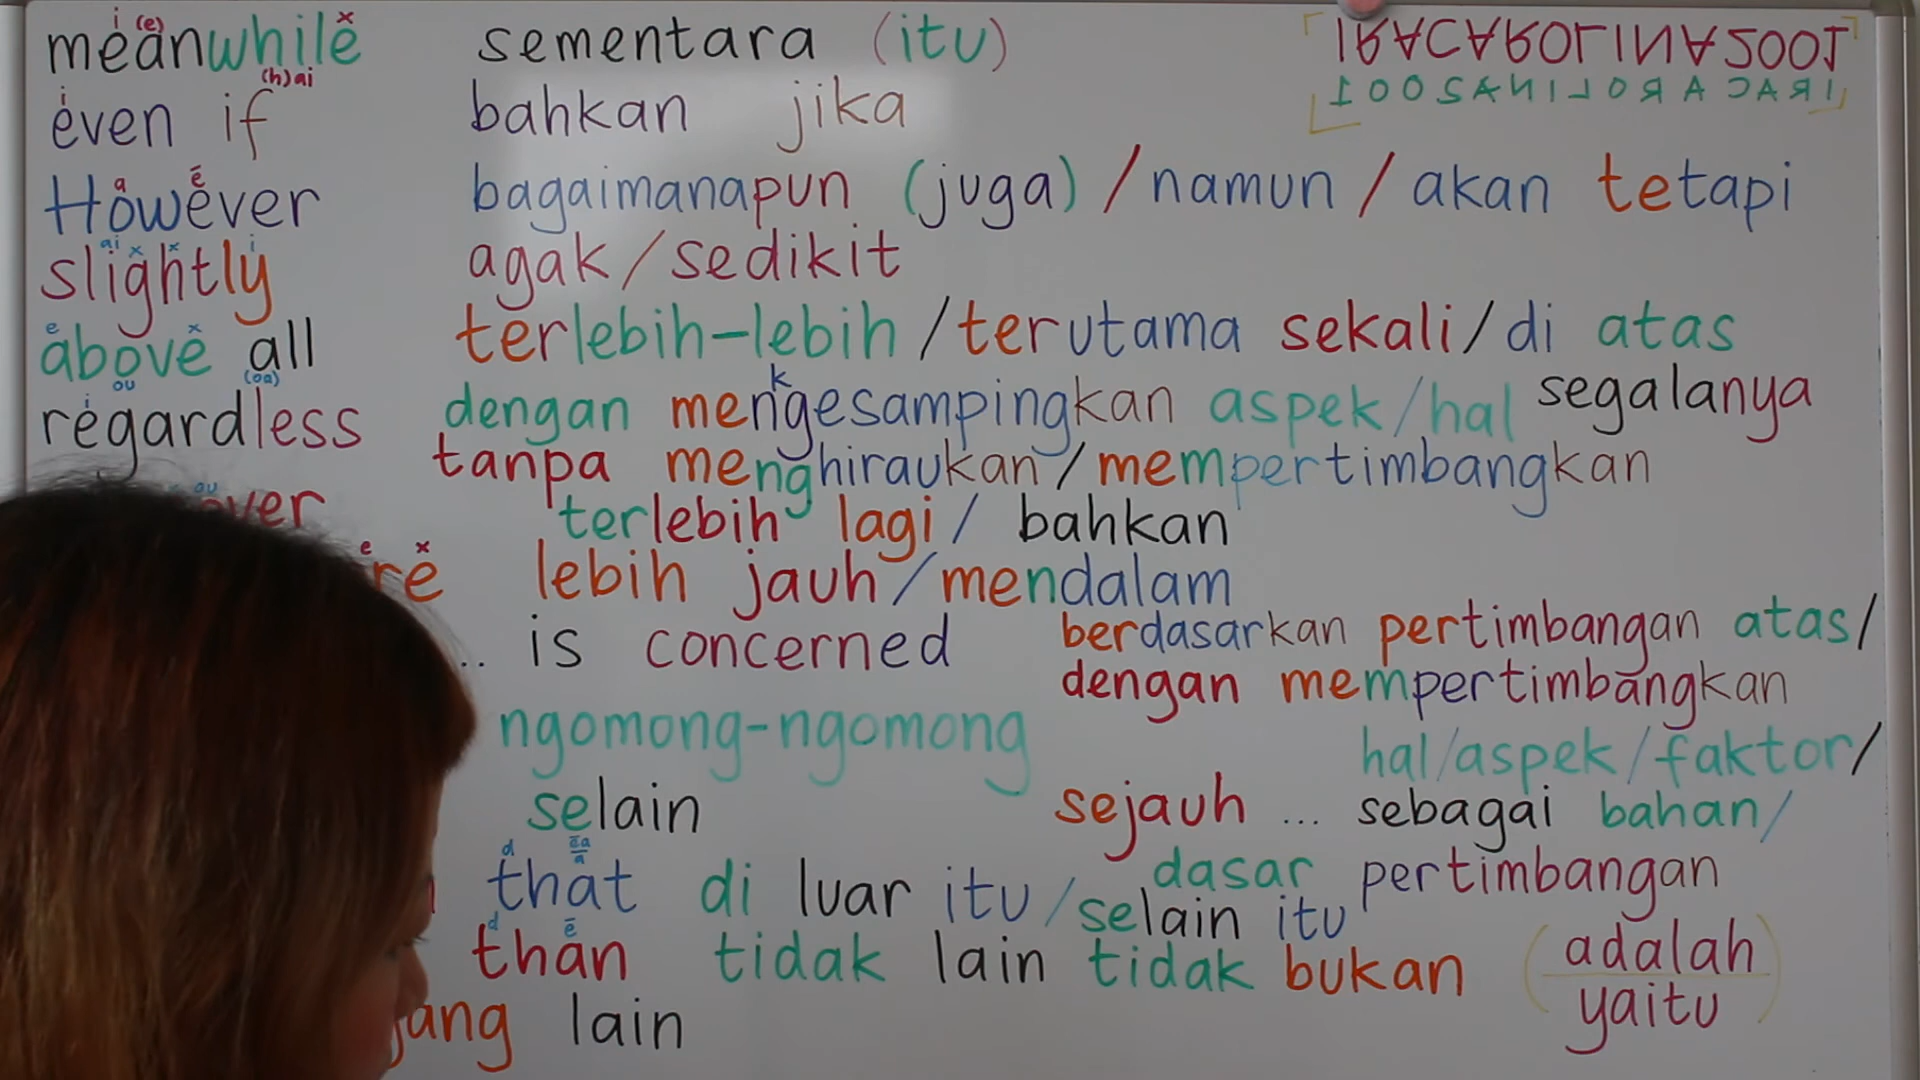 meanwhile sementara (itu)
IRACAROLINA2001
IRACAROLINA2001
even if bahkan jika
However bagaimanapun (juga) / namun / akan tetapi
slightly agak / sedikit
above all terlebih-lebih / terutama sekali / di atas
regardless dengan mengesampingkan aspek / hal segalanya
tanpa menghiraukan / mempertimbangkan
over terlebih lagi / bahkan
re lebih jauh / mendalam
.. is concerned berdasarkan pertimbangan atas /
dengan mempertimbangkan
ngomong-ngomong hal / aspek / faktor /
selain sejauh ... sebagai bahan /
dasar pertimbangan
that di luar itu / selain itu
than tidak lain tidak bukan (adalah
yaitu)
yang lain